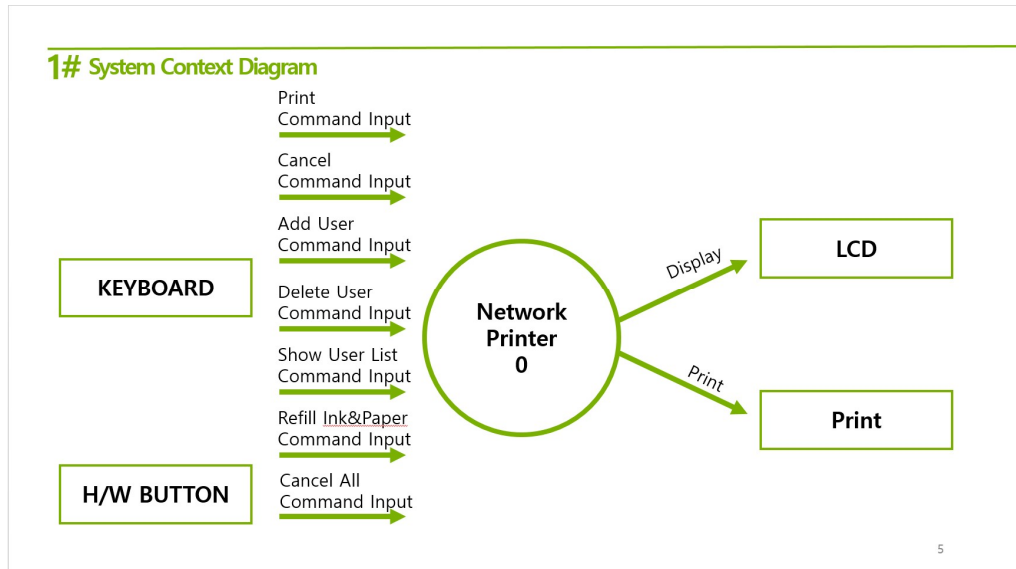 1# System Context Diagram
Print
Command Input
Cancel
Command Input
Add User
Command Input
KEYBOARD
Delete User
Command Input
Show User List
Command Input
Refill Ink&Paper
Command Input
H/W BUTTON
Cancel All
Command Input
Network
Printer
0
Display
LCD
Print
Print
5